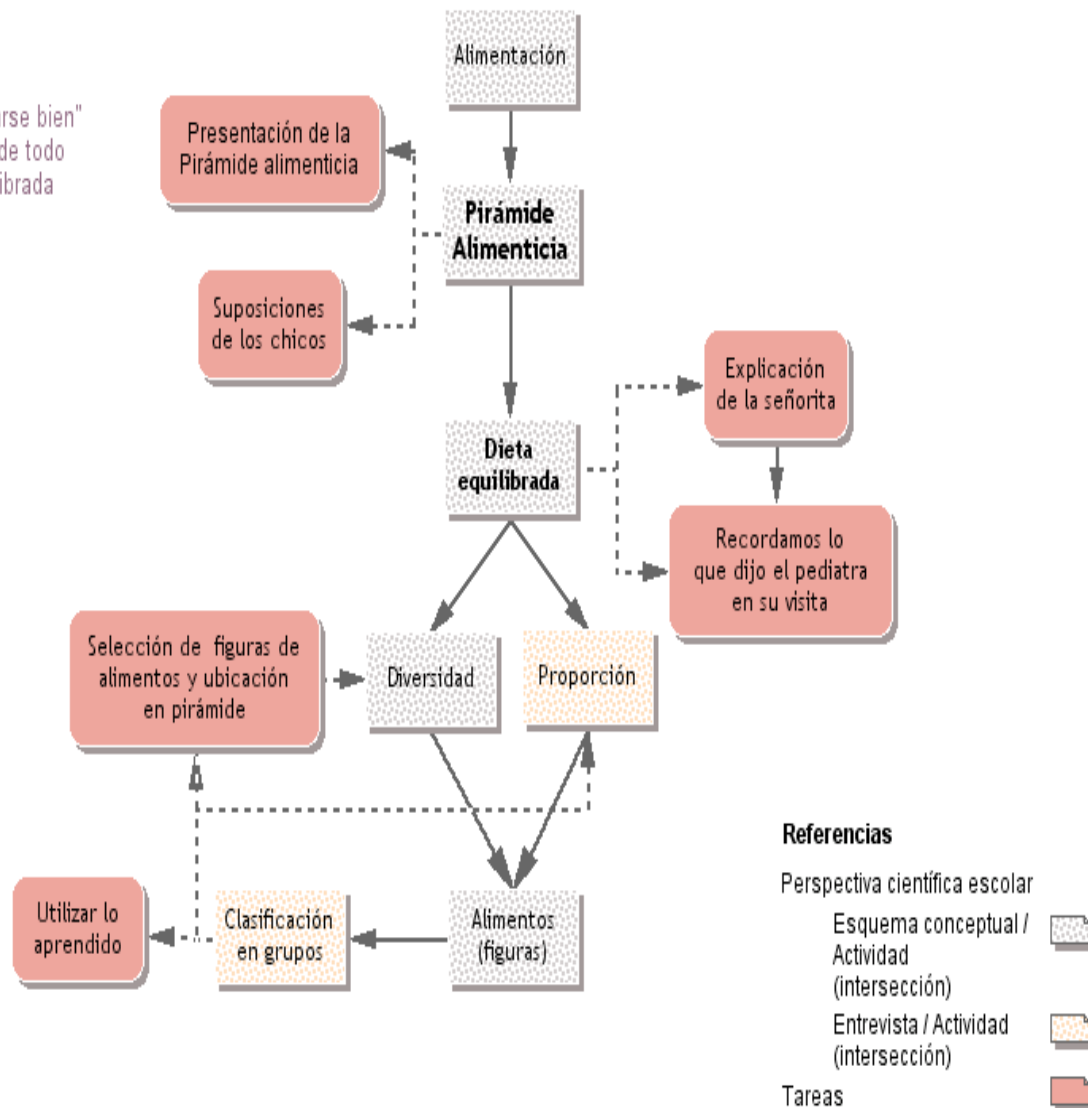 Alimentación
arse bien"
de todo
ibrada
Presentación de la
Pirámide alimenticia
Pirámide
Alimenticia
Suposiciones
de los chicos
Explicación
de la señorita
Dieta
equilibrada
Recordamos lo
que dijo el pediatra
en su visita
Selección de figuras de
alimentos y ubicación
en pirámide
Diversidad
Proporción
Utilizar lo
aprendido
Clasificación
en grupos
Alimentos
(figuras)
Referencias
Perspectiva científica escolar
Esquema conceptual /
Actividad
(intersección)
Entrevista / Actividad
(intersección)
Tareas